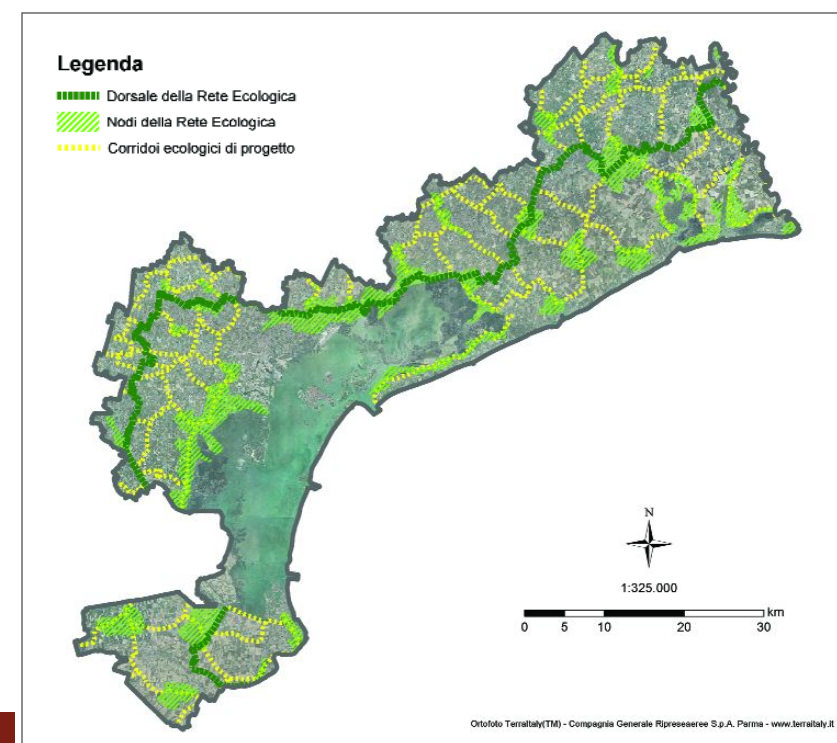 Legenda
Dorsale della Rete Ecologica
Nodi della Rete Ecologica
Corridoi ecologici di progetto
N
1:325.000
km
0 5 10 20 30
Ortofoto TerraItaly(TM) - Compagnia Generale Ripreseaeree S.p.A. Parma - www.terraitaly.it